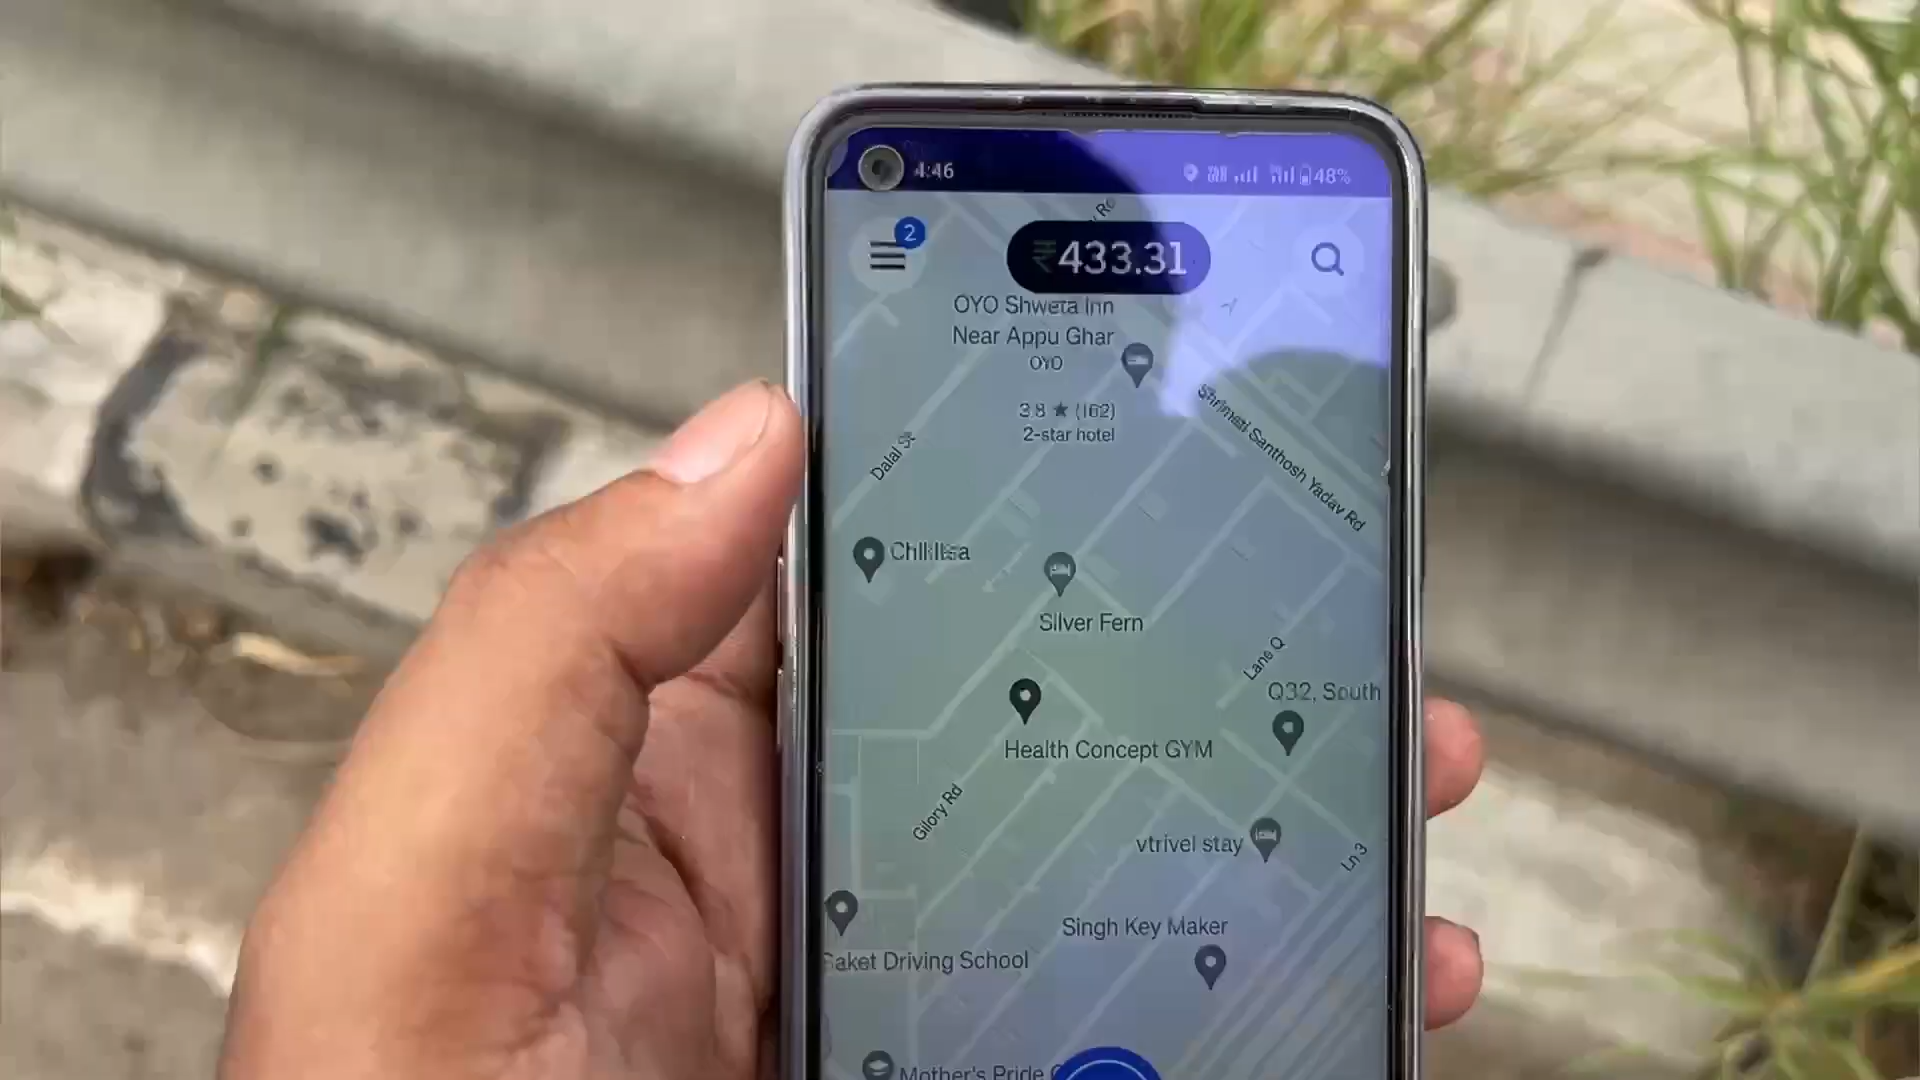 4:46
48%
2
₹433.31
OYO Shweta Inn
Near Appu Ghar
OYO
3.8 ★ (162)
2-star hotel
Shrimati Santhosh Yadav Rd
Dalal St
Silver Fern
Lane Q
Q32, South
Health Concept GYM
Gilory Rd
vtrivel stay
Ln 3
Singh Key Maker
Saket Driving School
Mother's Pride